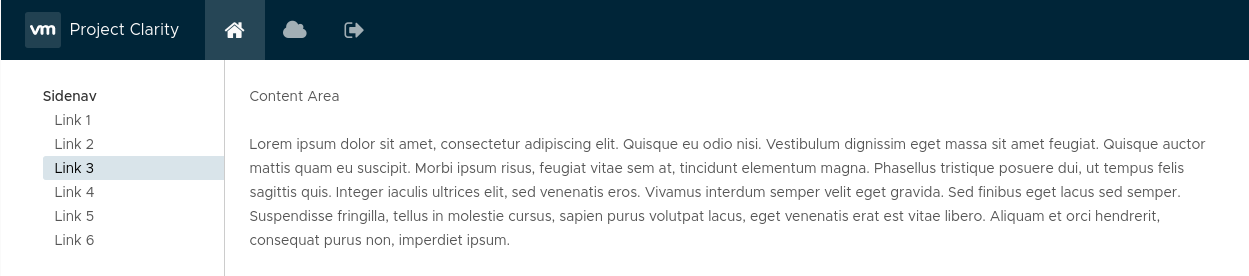 vm Project Clarity
Sidenav
Link 1
Link 2
Link 3
Link 4
Link 5
Link 6
Content Area
Lorem ipsum dolor sit amet, consectetur adipiscing elit. Quisque eu odio nisi. Vestibulum dignissim eget massa sit amet feugiat. Quisque auctor
mattis quam eu suscipit. Morbi ipsum risus, feugiat vitae sem at, tincidunt elementum magna. Phasellus tristique posuere dui, ut tempus felis
sagittis quis. Integer iaculis ultrices elit, sed venenatis eros. Vivamus interdum semper velit eget gravida. Sed finibus eget lacus sed semper.
Suspendisse fringilla, tellus in molestie cursus, sapien purus volutpat lacus, eget venenatis erat est vitae libero. Aliquam et orci hendrerit,
consequat purus non, imperdiet ipsum.